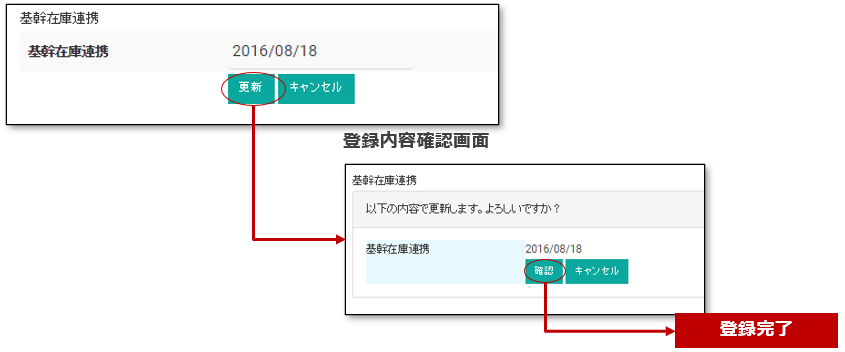 基幹在庫連携
基幹在庫連携 2016/08/18
更新 キャンセル
登録内容確認画面
基幹在庫連携
以下の内容で更新します。よろしいですか？
基幹在庫連携 2016/08/18
確認 キャンセル
登録完了